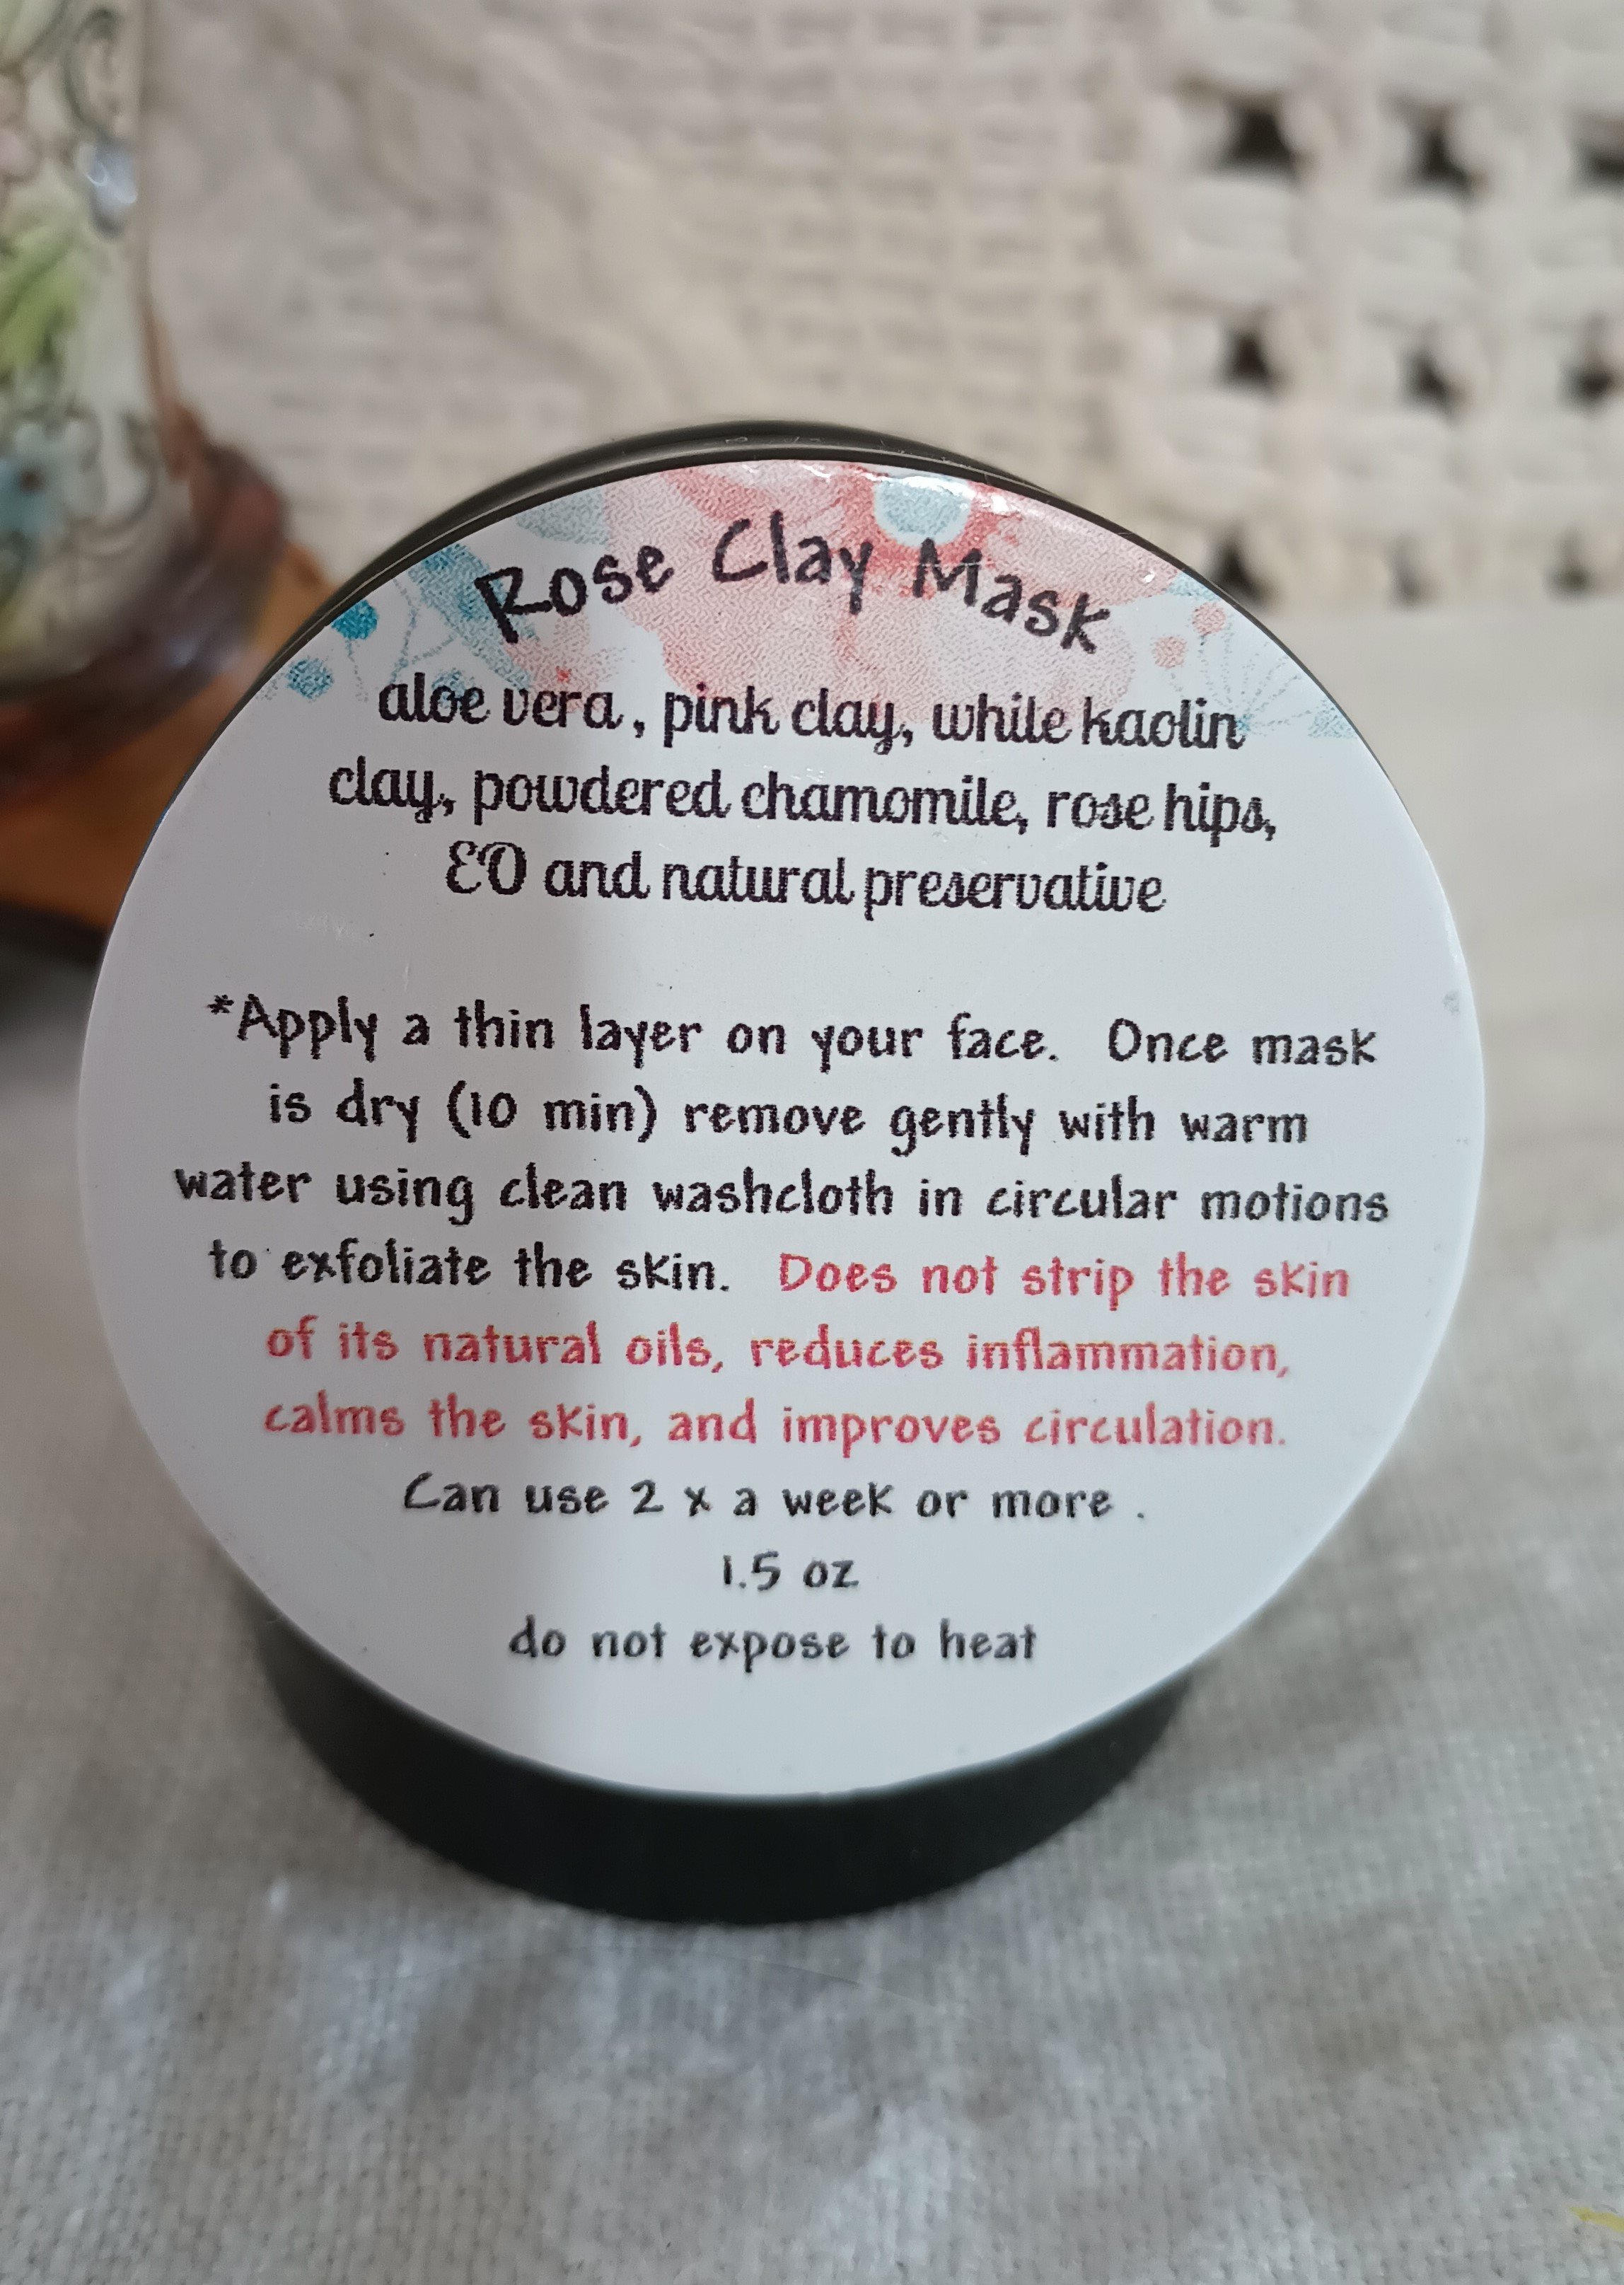 Rose Clay Mask
aloe vera, pink clay, while kaolin
clay, powdered chamomile, rose hips,
EO and natural preservative
*Apply a thin layer on your face. Once mask
is dry (10 min) remove gently with warm
water using clean washcloth in circular motions
to exfoliate the skin. Does not strip the skin
of its natural oils, reduces inflammation,
calms the skin, and improves circulation.
Can use 2 x a week or more .
1.5 oz
do not expose to heat